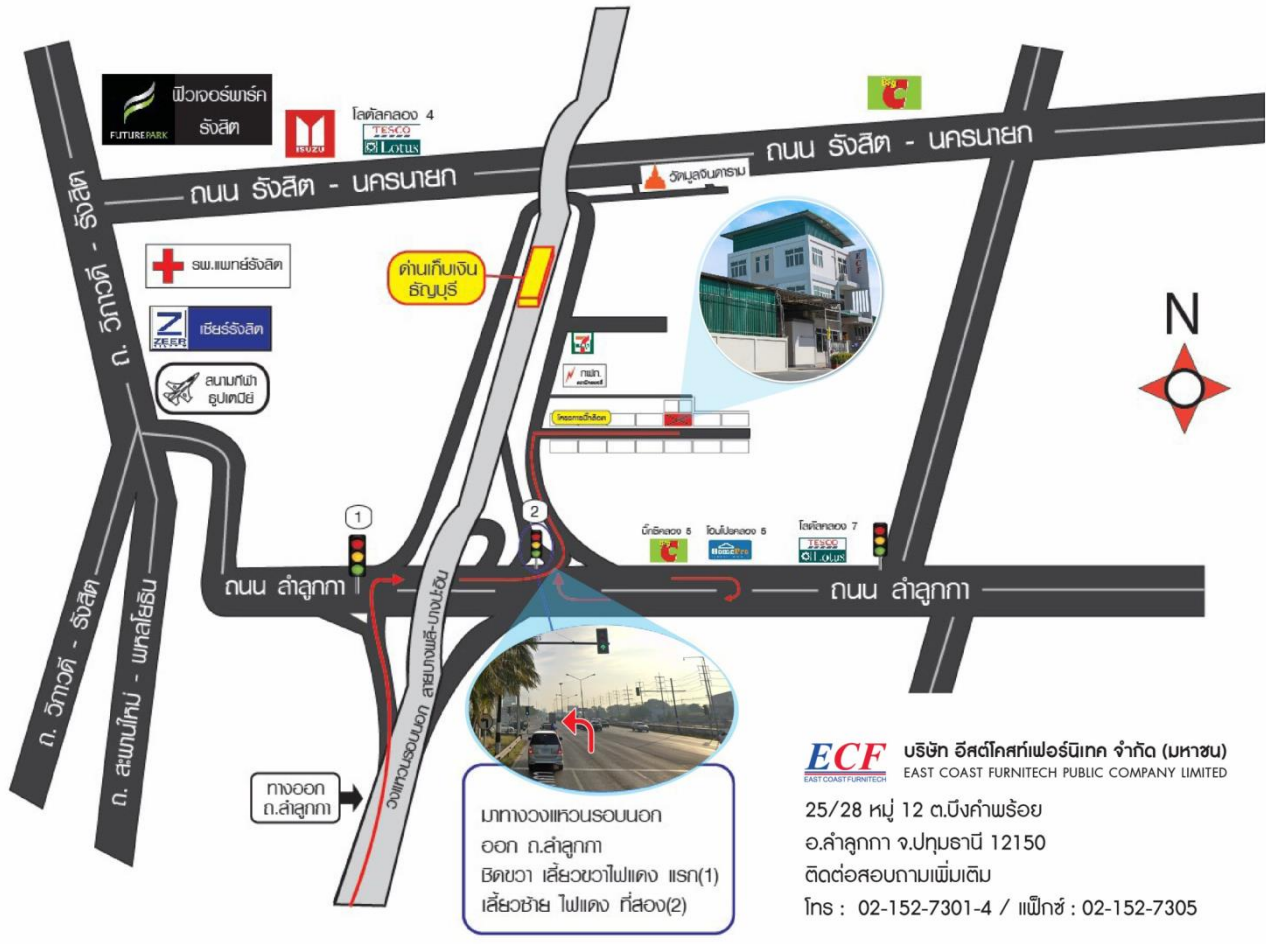 FUTUREPARK
ฟิวเจอร์พาร์ค
รังสิต
ISUZU
โลตัสคลอง 4
TESCO
Lotus
Big
C
ถนน รังสิต - นครนายก
ถนน รังสิต - นครนายก
วัดมูลจินดาราม
ถ. วิภาวดี - รังสิต
รพ.แพทย์รังสิต
Z
ZEER
เซียร์รังสิต
สนามกีฬา
ธูปเตมีย์
ด่านเก็บเงิน
ธัญบุรี
ECF
N
7
กฟภ.
โครงการบิ๊กล็อค
1
2
บิ๊กซีคลอง 5
Big
C
โฮมโปรคลอง 5
HomePro
โลตัสคลอง 7
TESCO
Lotus
ถนน ลำลูกกา
ถนน ลำลูกกา
วงแหวนรอบนอก สายบางพลี-บางปะอิน
ถ. วิภาวดี - รังสิต
ถ. สะพานใหม่ - พหลโยธิน
ทางออก
ถ.ลำลูกกา
มาทางวงแหวนรอบนอก
ออก ถ.ลำลูกกา
ชิดขวา เลี้ยวขวาไฟแดง แรก(1)
เลี้ยวซ้าย ไฟแดง ที่สอง(2)
ECF
EAST COAST FURNITECH
บริษัท อีสต์โคสท์เฟอร์นิเทค จำกัด (มหาชน)
EAST COAST FURNITECH PUBLIC COMPANY LIMITED
25/28 หมู่ 12 ต.บึงคำพร้อย
อ.ลำลูกกา จ.ปทุมธานี 12150
ติดต่อสอบถามเพิ่มเติม
โทร : 02-152-7301-4 / แฟ็กซ์ : 02-152-7305